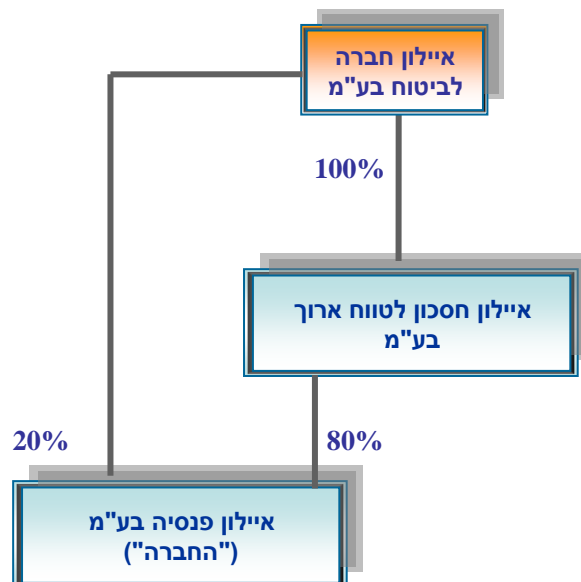 איילון חברה
לביטוח בע"מ
100%
איילון חסכון לטווח ארוך
בע"מ
20%
80%
איילון פנסיה בע"מ
("החברה")